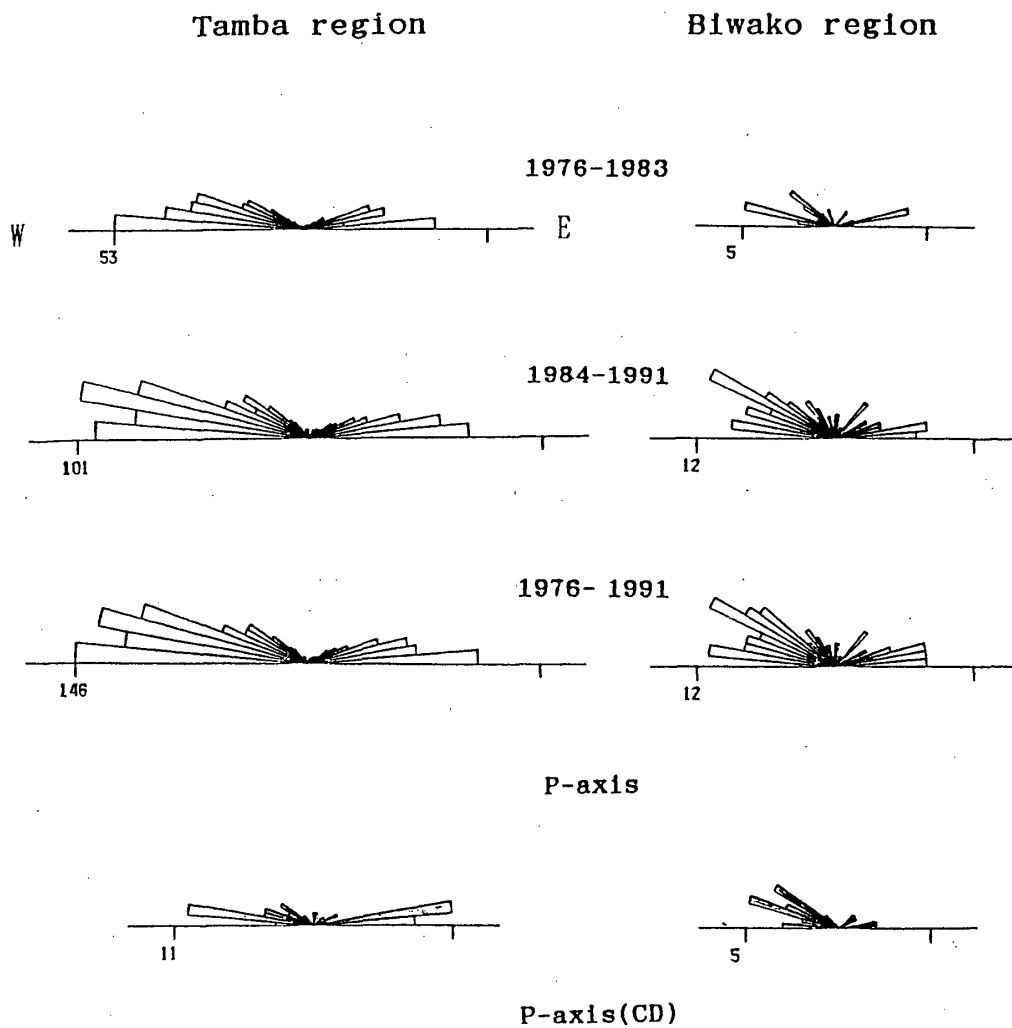 Tamba region
Biwako region
1976-1983
W
E
53
5
1984-1991
101
12
1976- 1991
146
12
P-axis
11
5
P-axis(CD)